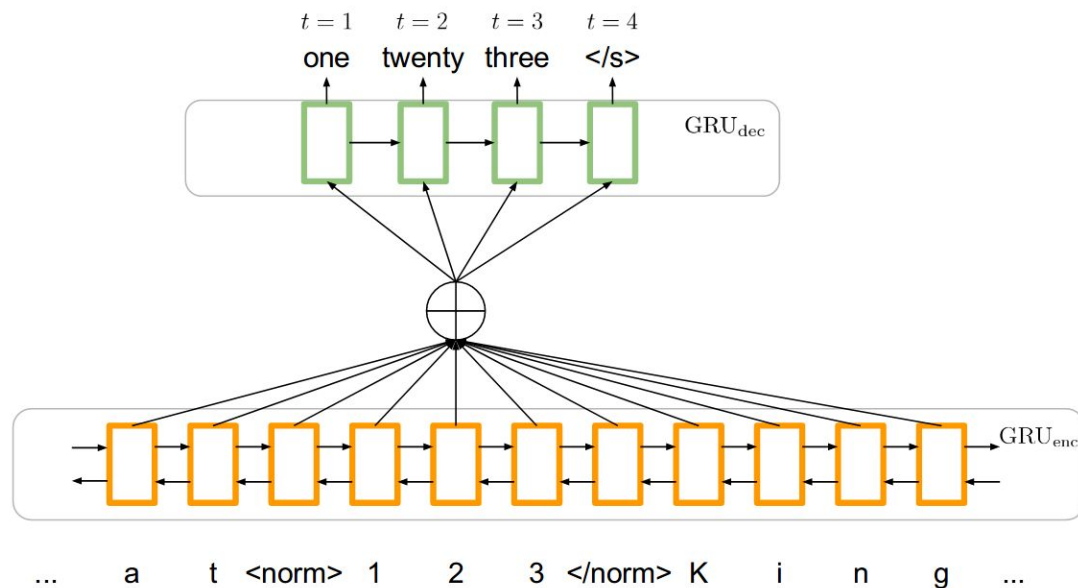 t = 1 t = 2 t = 3 t = 4
one twenty three </s>
GRU_dec
GRU_enc
... a t <norm> 1 2 3 </norm> K i n g ...